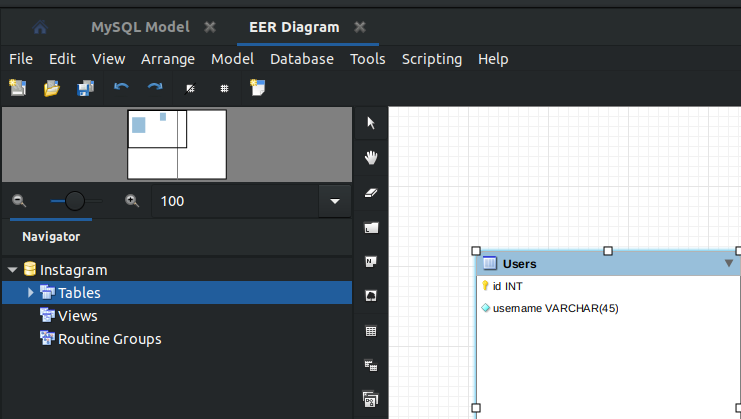 MySQL Model
EER Diagram
File Edit View Arrange Model Database Tools Scripting Help
100
Navigator
Instagram
Tables
Views
Routine Groups
Users
id INT
username VARCHAR(45)